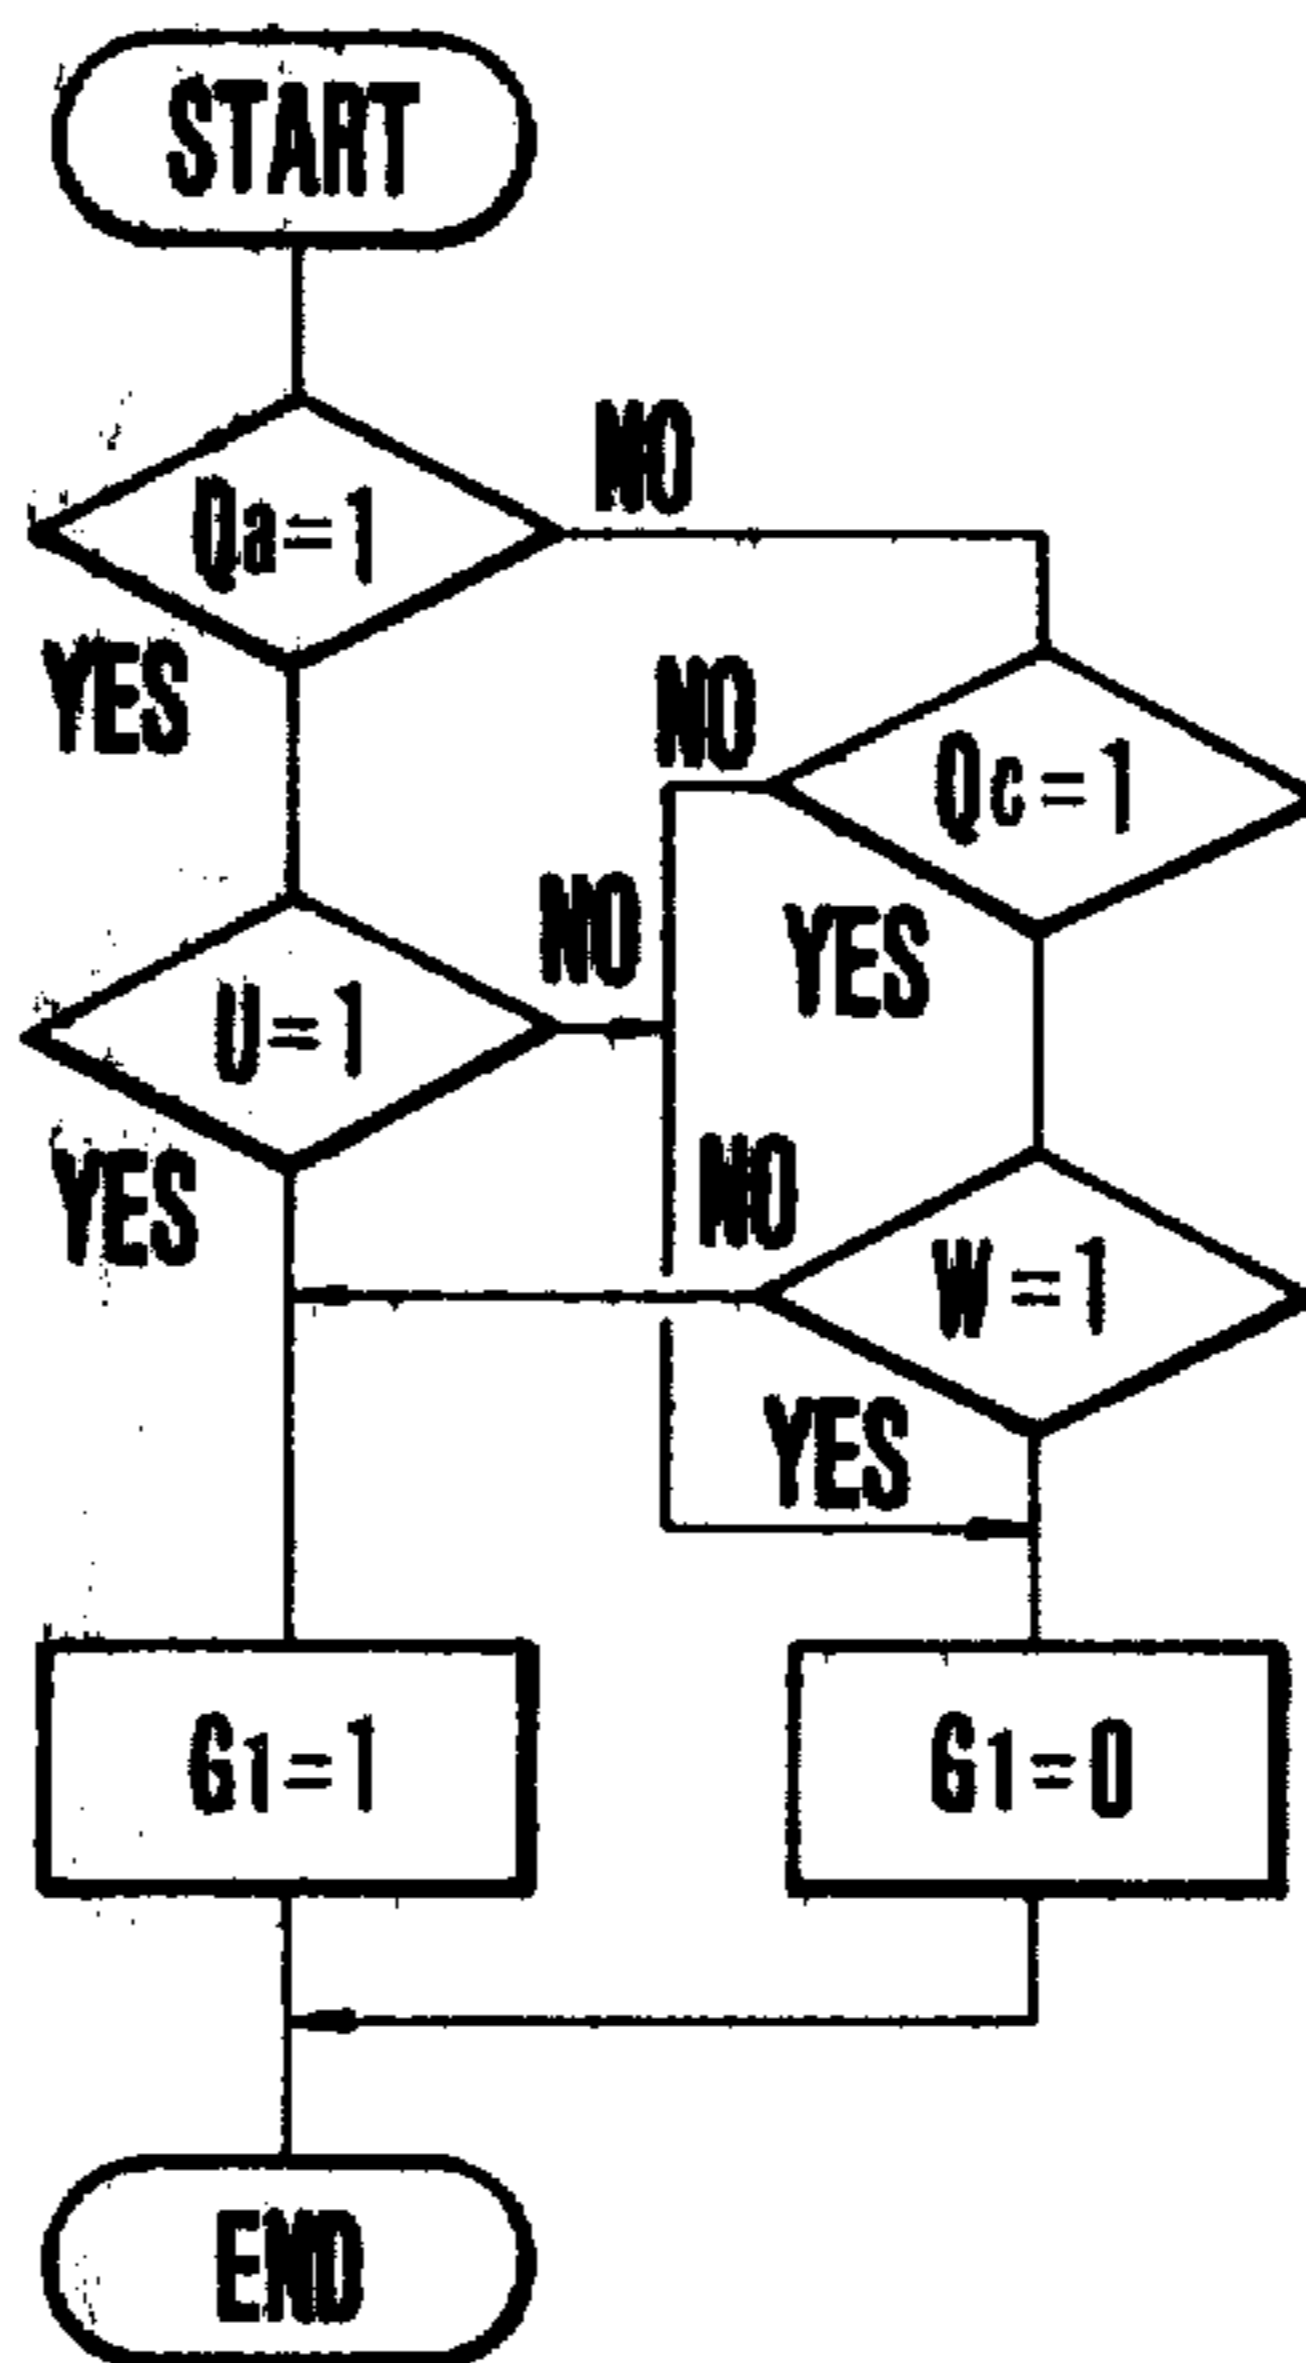 START
NO
Qa=1
YES
NO
Qc=1
NO
YES
U=1
YES
NO
W=1
YES
G1=1
G1=0
END